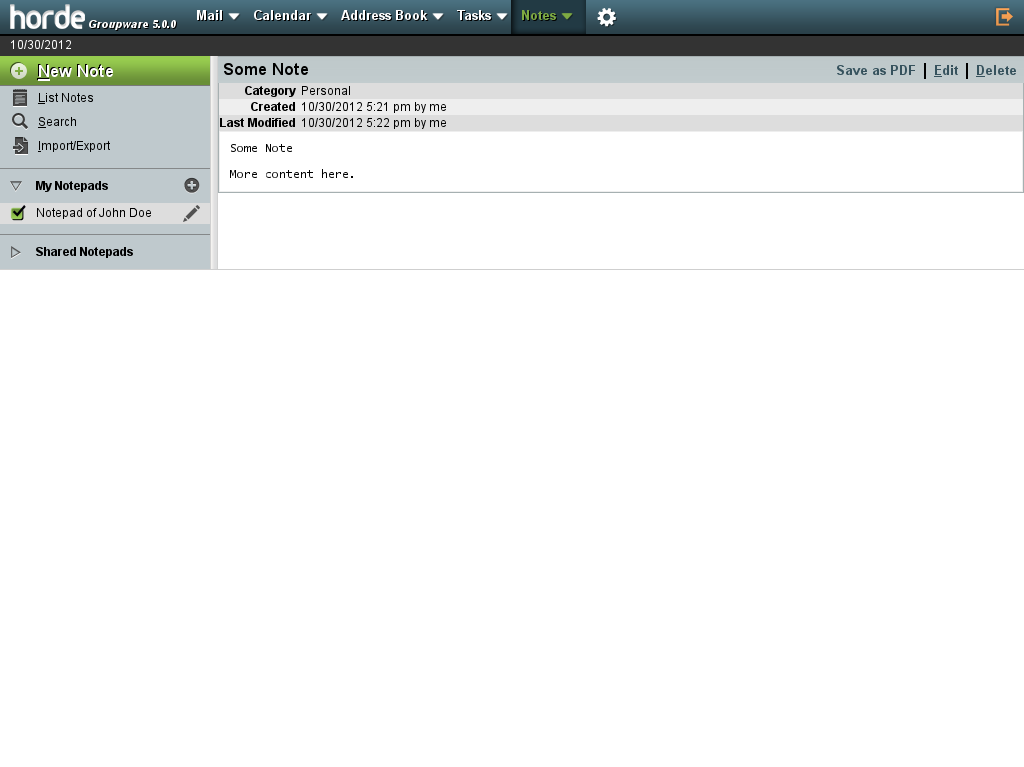 horde Groupware 5.0.0 Mail Calendar Address Book Tasks Notes
10/30/2012
New Note
List Notes
Search
Import/Export
My Notepads
Notepad of John Doe
Shared Notepads
Some Note Save as PDF | Edit | Delete
Category Personal
Created 10/30/2012 5:21 pm by me
Last Modified 10/30/2012 5:22 pm by me
Some Note
More content here.